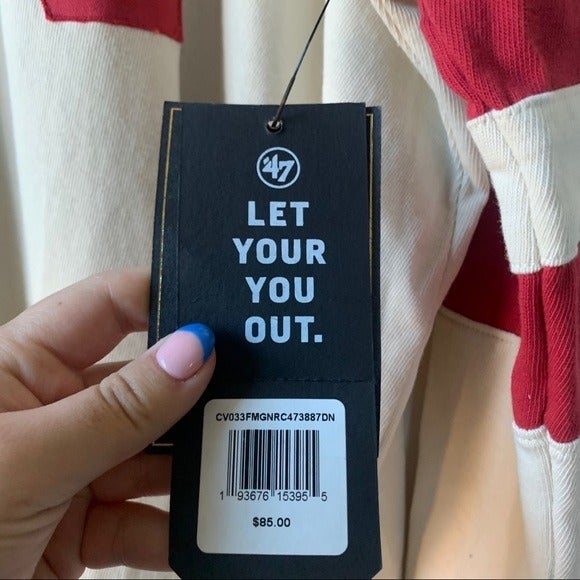 '47
LET
YOUR
YOU
OUT.
CV033FMGNRC473887DN
1 93676 15395 5
$85.00